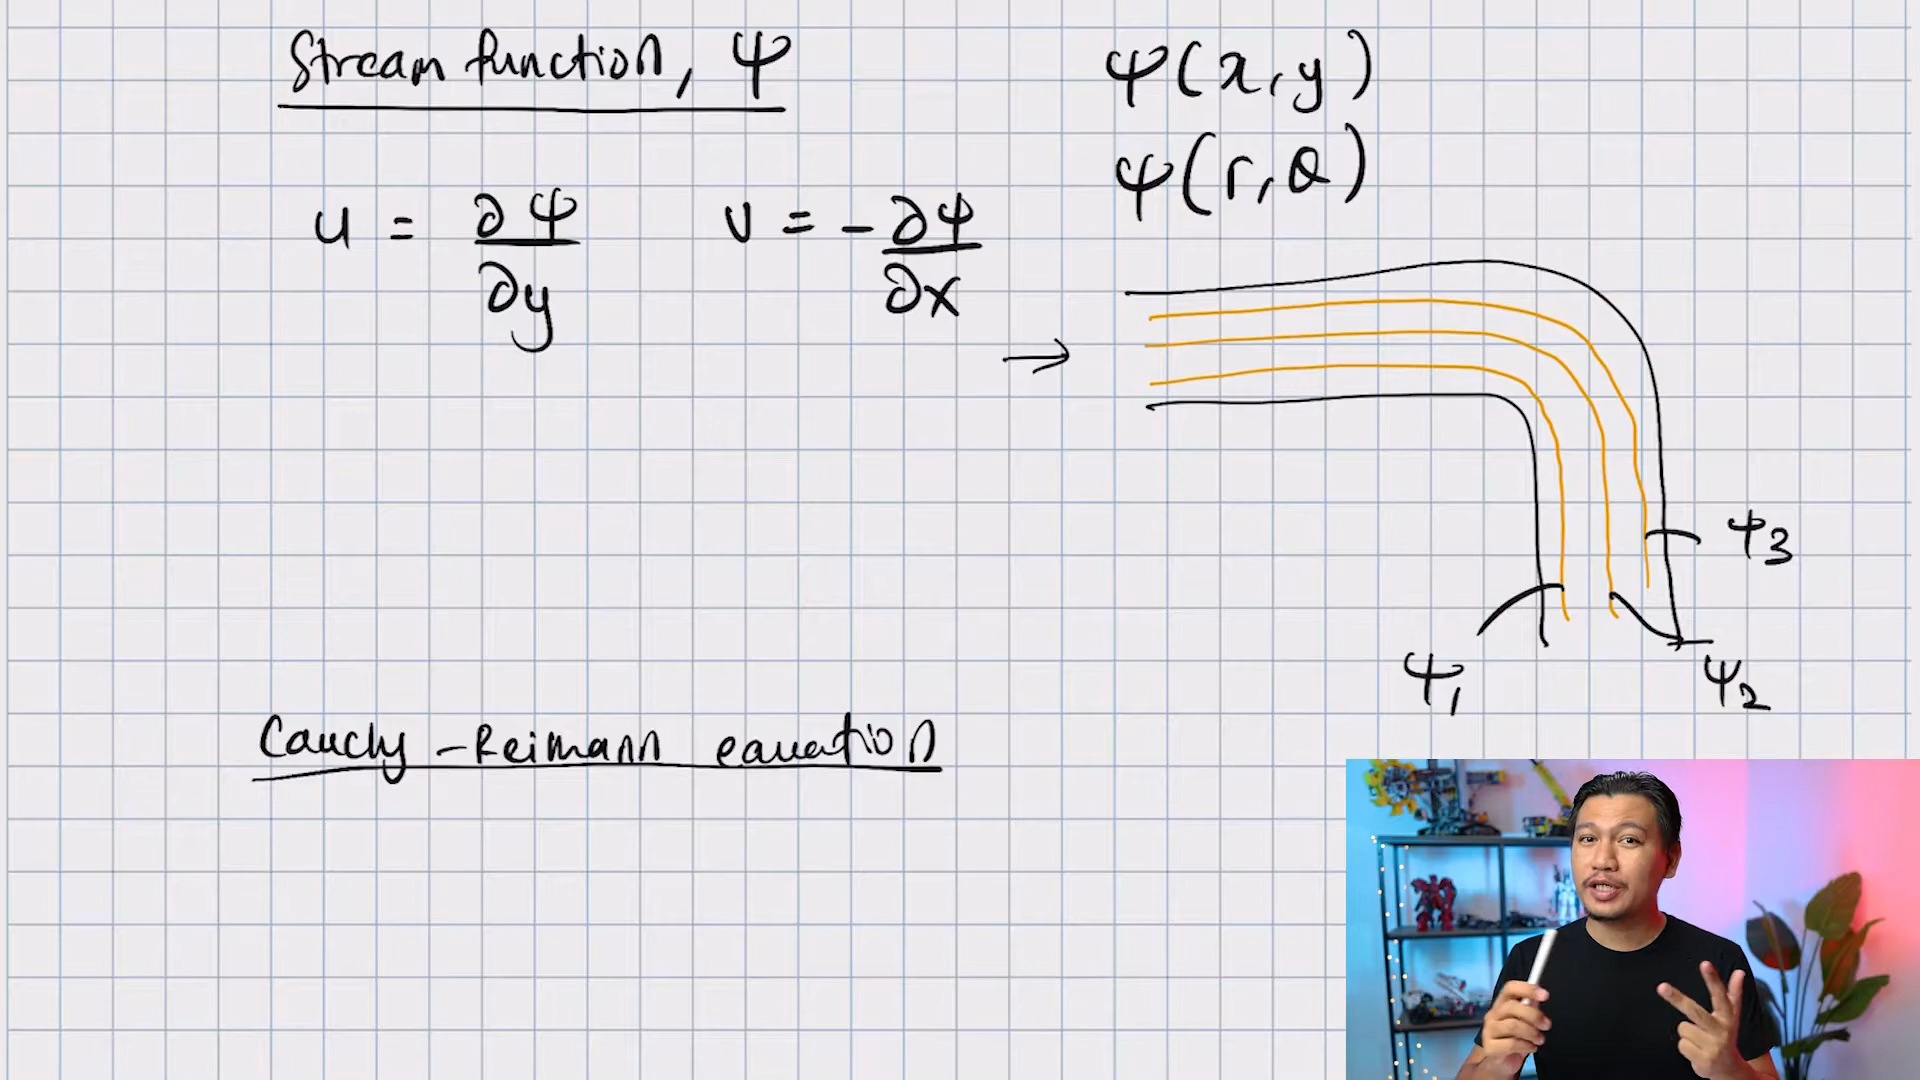 Stream function, ψ
ψ(x,y)
ψ(r,θ)
u = ∂ψ/∂y
v = -∂ψ/∂x
→
ψ3
ψ1
ψ2
Cauchy - Reimann equation